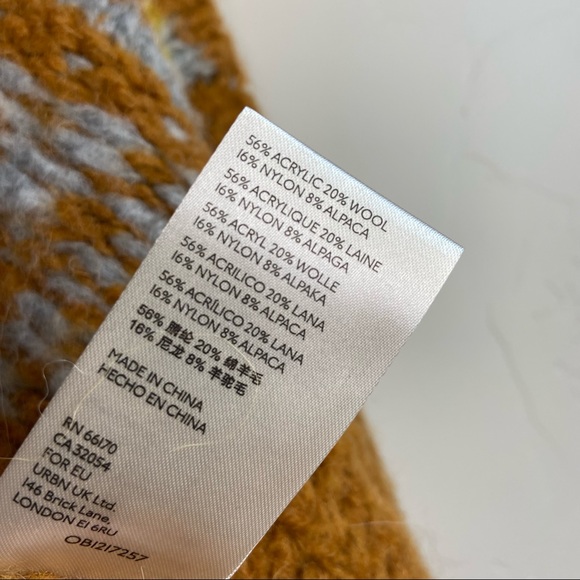 56% ACRYLIC 20% WOOL
16% NYLON 8% ALPACA
56% ACRYLIQUE 20% LAINE
16% NYLON 8% ALPAGA
56% ACRYL 20% WOLLE
16% NYLON 8% ALPAKA
56% ACRILICO 20% LANA
16% NYLON 8% ALPACA
56% ACRÍLICO 20% LANA
16% NYLON 8% ALPACA
56% 腈纶 20% 绵羊毛
16% 尼龙 8% 羊驼毛
MADE IN CHINA
HECHO EN CHINA
RN 66170
CA 32054
FOR EU
URBN UK Ltd.
146 Brick Lane,
LONDON E1 6RU
OB1217257